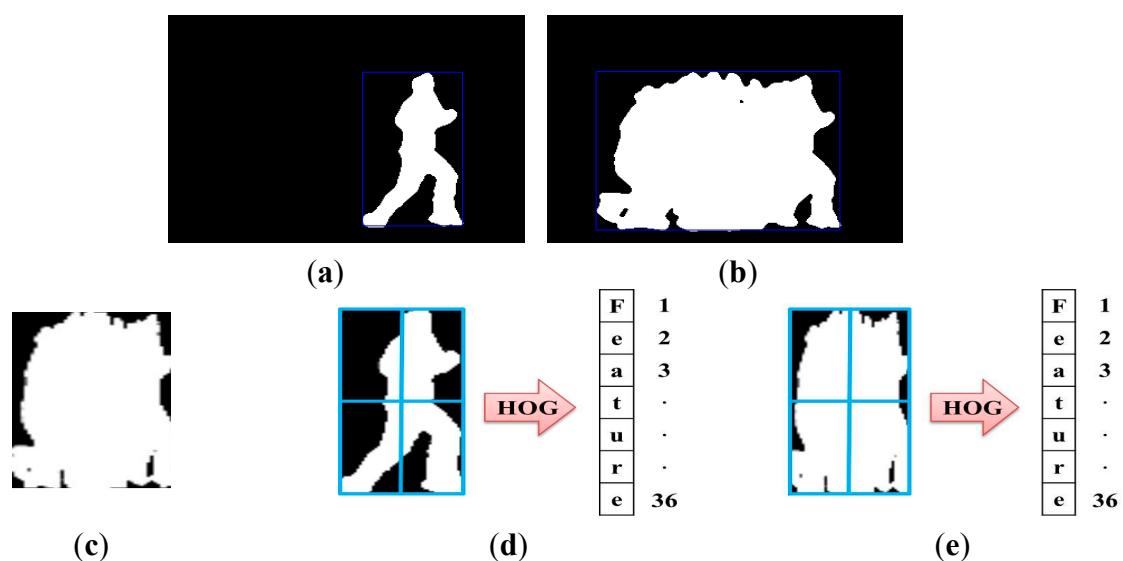 (a)
(b)
F 1
e 2
a 3
t .
u .
r .
e 36
HOG
F 1
e 2
a 3
t .
u .
r .
e 36
HOG
(c)
(d)
(e)